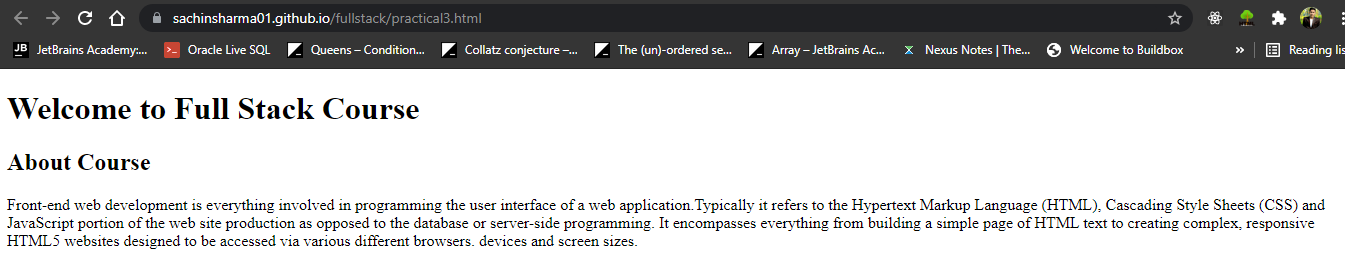 sachinsharma01.github.io/fullstack/practical3.html
JB JetBrains Academy:... Oracle Live SQL Queens – Condition... Collatz conjecture –... The (un)-ordered se... Array – JetBrains Ac... Nexus Notes | The... Welcome to Buildbox » Reading lis
Welcome to Full Stack Course
About Course
Front-end web development is everything involved in programming the user interface of a web application.Typically it refers to the Hypertext Markup Language (HTML), Cascading Style Sheets (CSS) and
JavaScript portion of the web site production as opposed to the database or server-side programming. It encompasses everything from building a simple page of HTML text to creating complex, responsive
HTML5 websites designed to be accessed via various different browsers. devices and screen sizes.